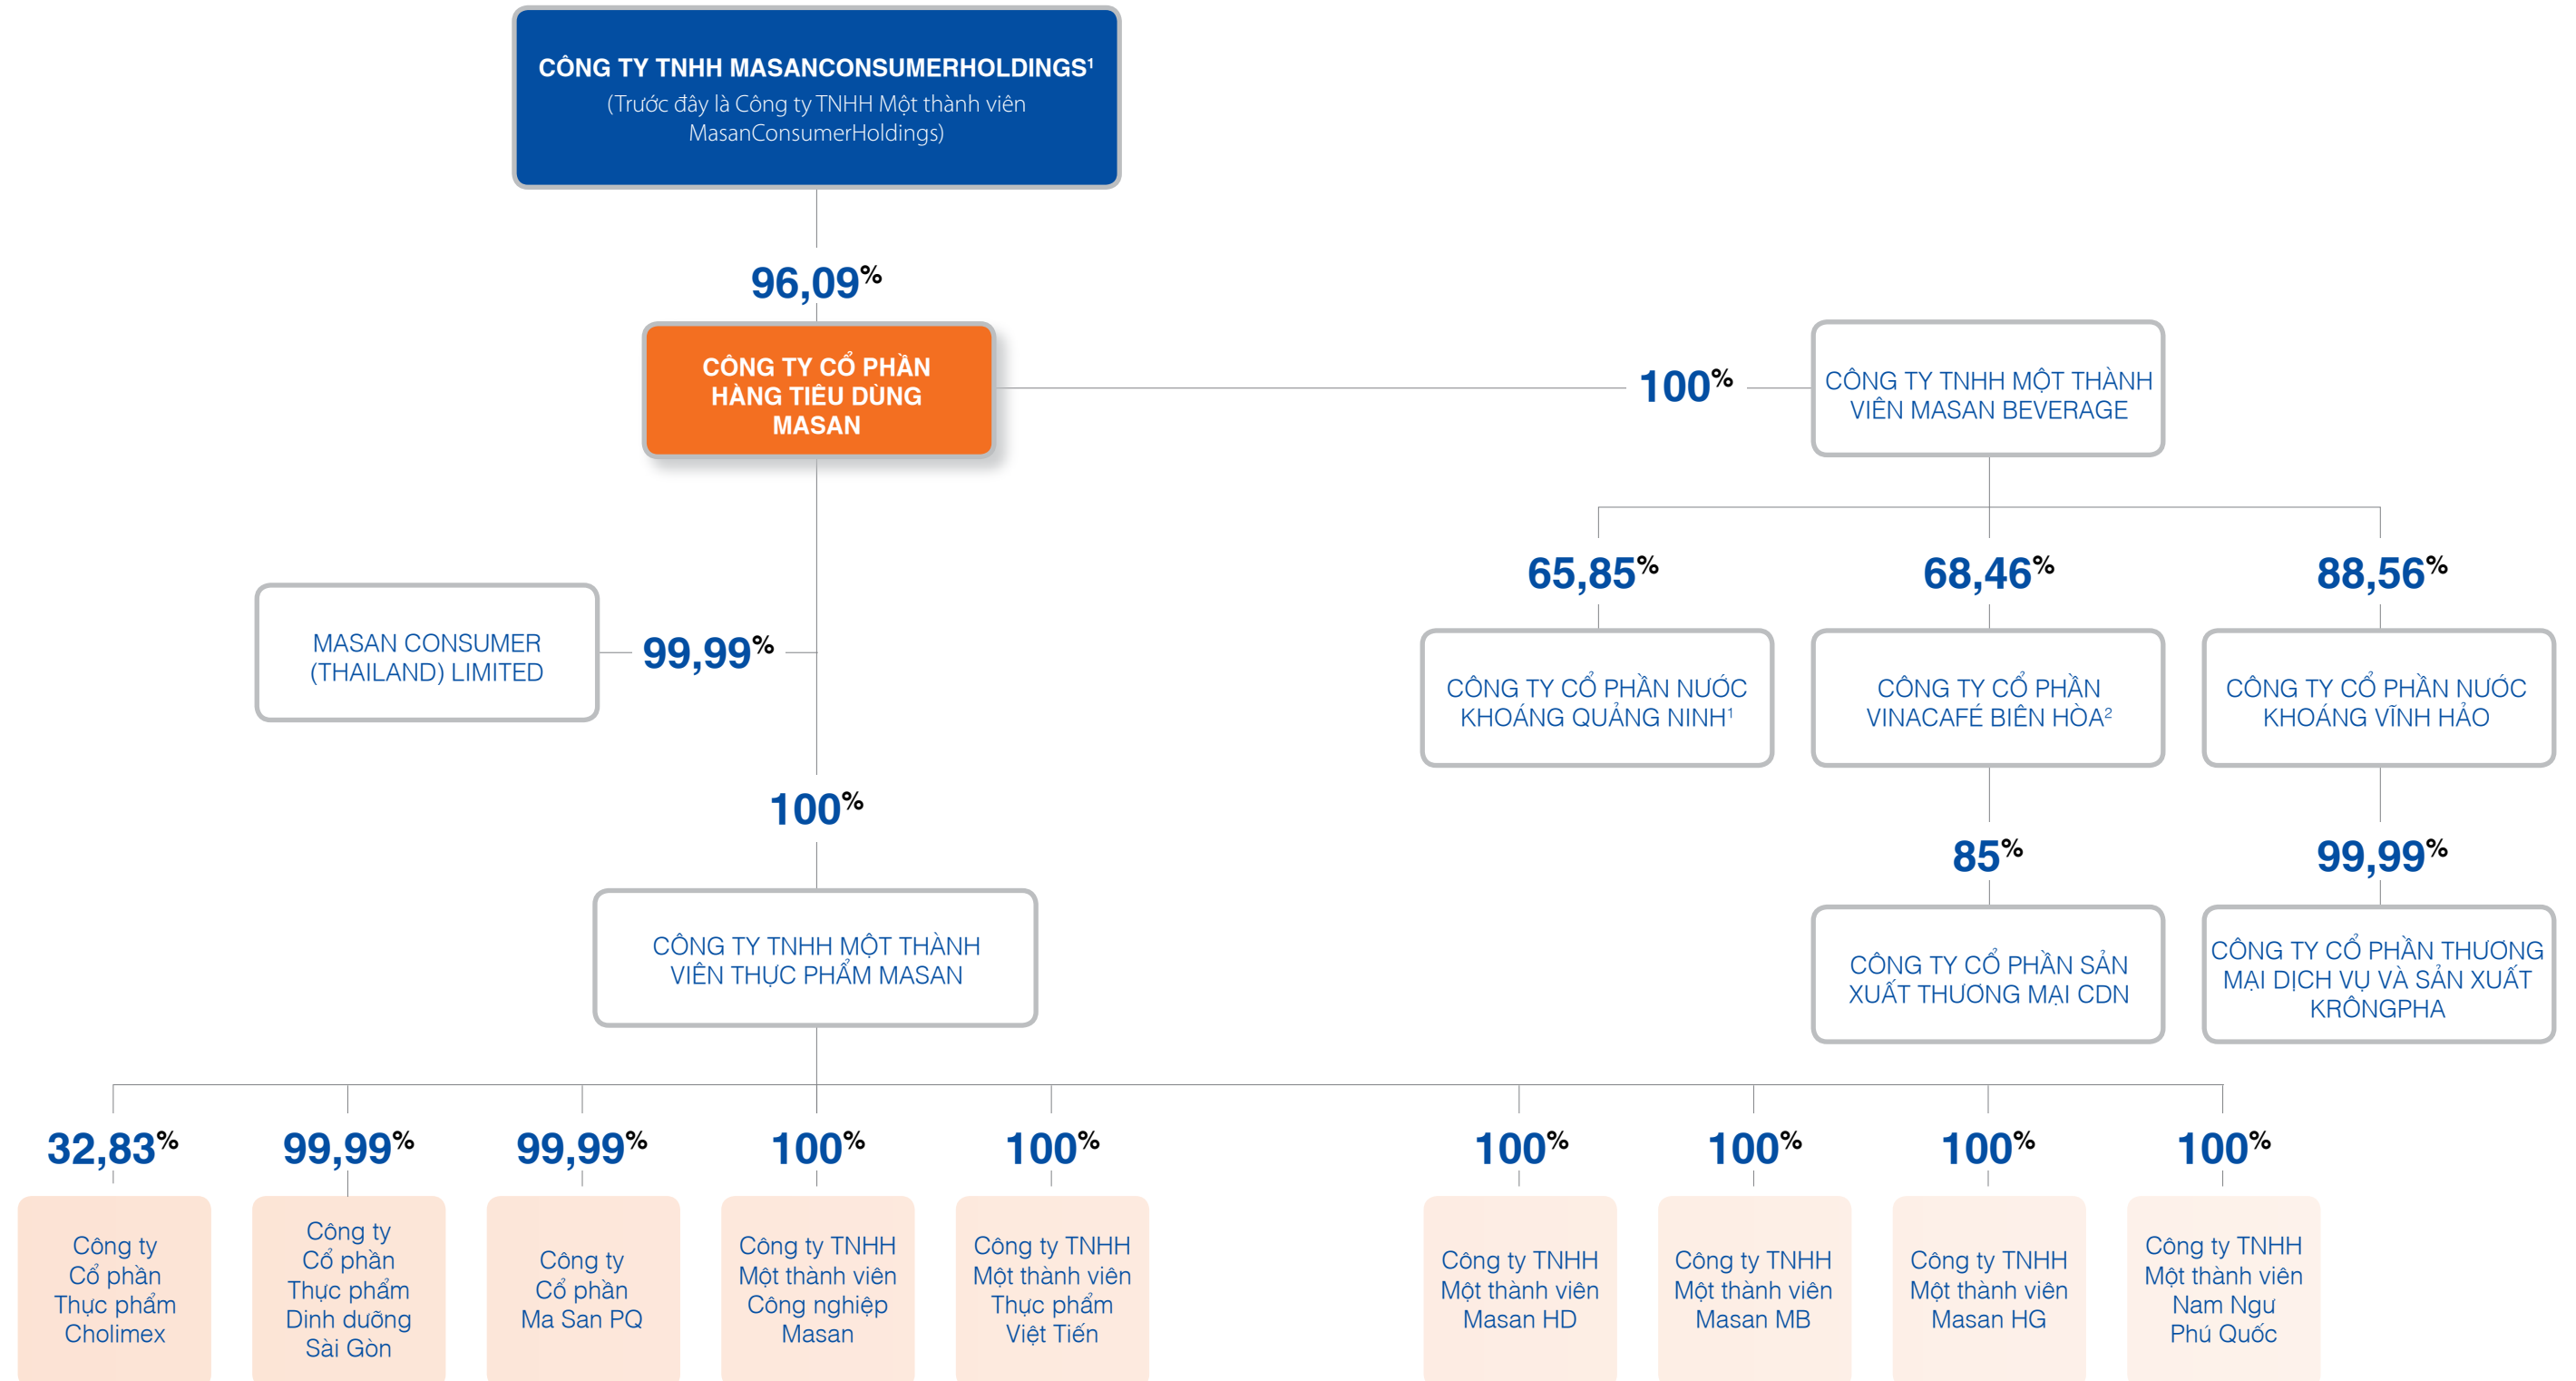 CÔNG TY TNHH MASANCONSUMERHOLDINGS¹
(Trước đây là Công ty TNHH Một thành viên
MasanConsumerHoldings)
96,09%
CÔNG TY CỔ PHẦN
HÀNG TIÊU DÙNG
MASAN
100%
CÔNG TY TNHH MỘT THÀNH
VIÊN MASAN BEVERAGE
65,85%
68,46%
88,56%
MASAN CONSUMER
(THAILAND) LIMITED
99,99%
CÔNG TY CỔ PHẦN NƯỚC
KHOÁNG QUẢNG NINH¹
CÔNG TY CỔ PHẦN
VINACAFÉ BIÊN HÒA²
CÔNG TY CỔ PHẦN NƯỚC
KHOÁNG VĨNH HẢO
100%
85%
99,99%
CÔNG TY TNHH MỘT THÀNH
VIÊN THỰC PHẨM MASAN
CÔNG TY CỔ PHẦN SẢN
XUẤT THƯƠNG MẠI CDN
CÔNG TY CỔ PHẦN THƯƠNG
MẠI DỊCH VỤ VÀ SẢN XUẤT
KRÔNGPHA
32,83%
99,99%
99,99%
100%
100%
100%
100%
100%
100%
Công ty
Cổ phần
Thực phẩm
Cholimex
Công ty
Cổ phần
Thực phẩm
Dinh dưỡng
Sài Gòn
Công ty
Cổ phần
Ma San PQ
Công ty TNHH
Một thành viên
Công nghiệp
Masan
Công ty TNHH
Một thành viên
Thực phẩm
Việt Tiến
Công ty TNHH
Một thành viên
Masan HD
Công ty TNHH
Một thành viên
Masan MB
Công ty TNHH
Một thành viên
Masan HG
Công ty TNHH
Một thành viên
Nam Ngư
Phú Quốc